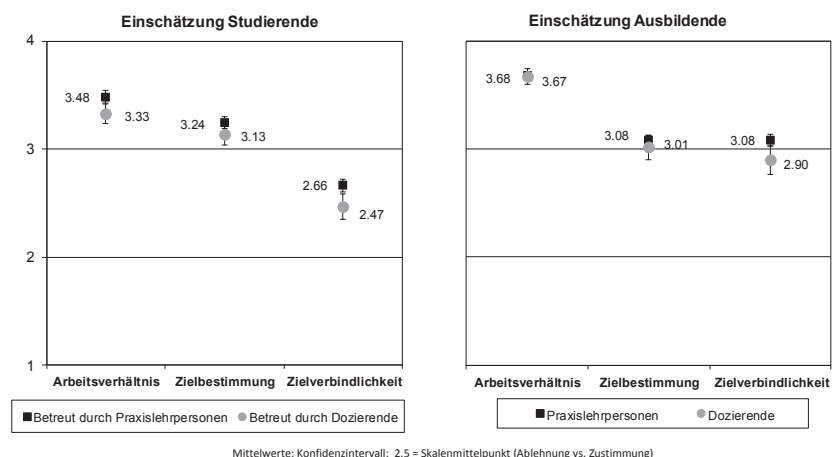 Einschätzung Studierende
4
3
2
1
3.48
3.33
3.24
3.13
2.66
2.47
Arbeitsverhältnis Zielbestimmung Zielverbindlichkeit
Betreut durch Praxislehrpersonen Betreut durch Dozierende
Einschätzung Ausbildende
3.68 3.67
3.08
3.01
3.08
2.90
Arbeitsverhältnis Zielbestimmung Zielverbindlichkeit
Praxislehrpersonen Dozierende
Mittelwerte; Konfidenzintervall; 2.5 = Skalenmittelpunkt (Ablehnung vs. Zustimmung)